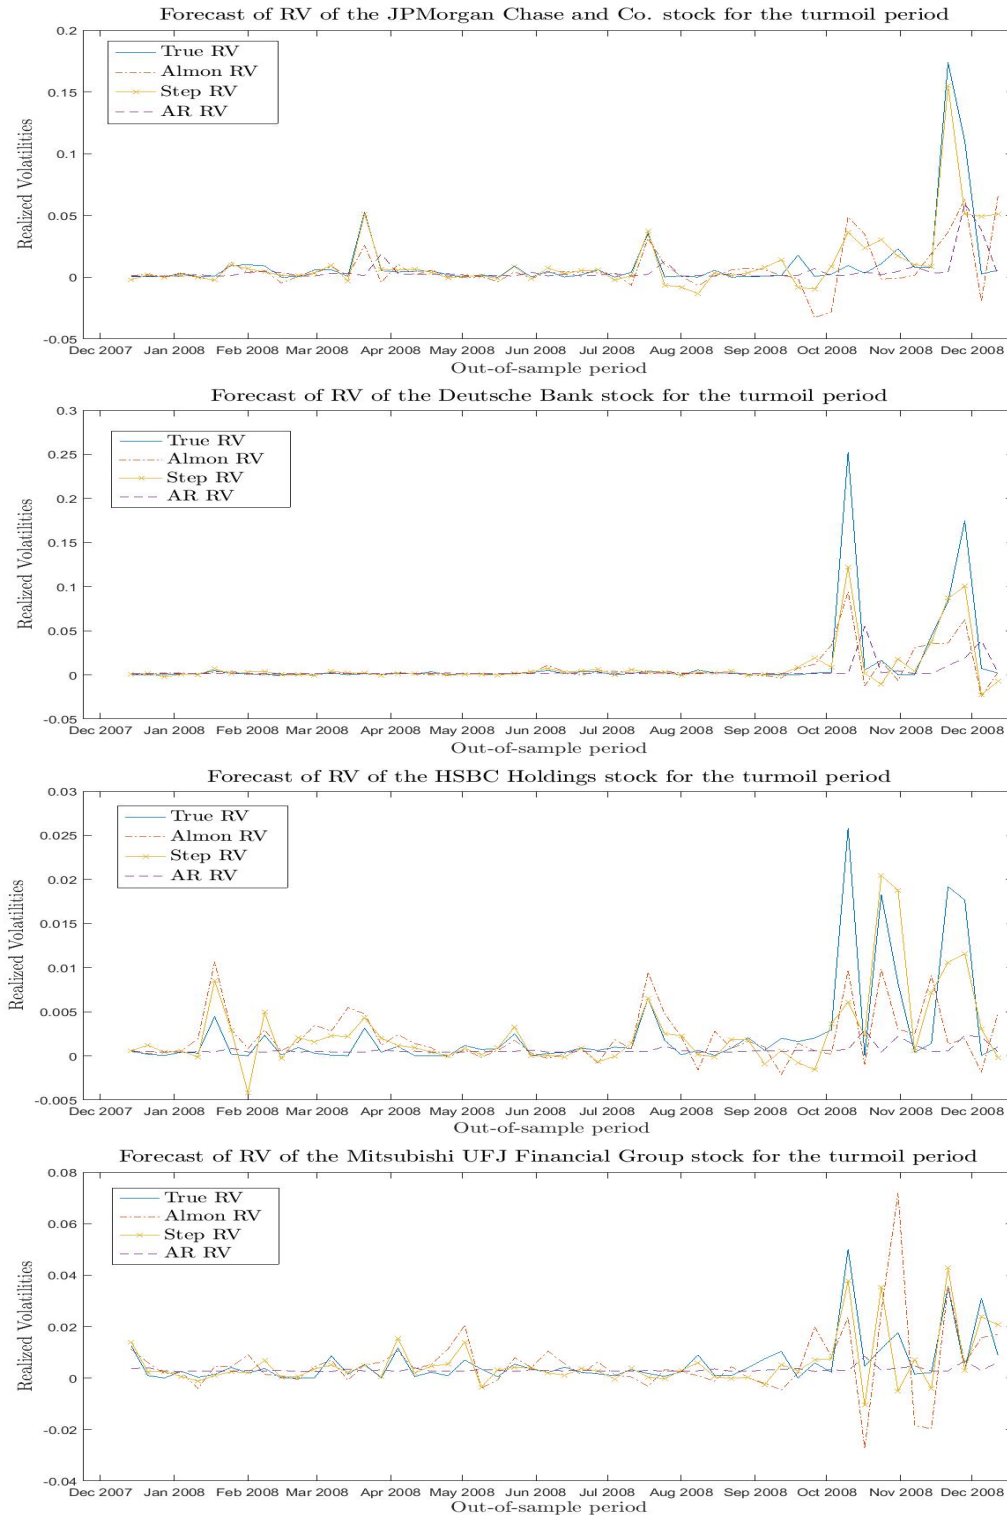 Forecast of RV of the JPMorgan Chase and Co. stock for the turmoil period
0.2
0.15
0.1
0.05
0
-0.05
Realized Volatilities
True RV
Almon RV
Step RV
AR RV
Dec 2007 Jan 2008 Feb 2008 Mar 2008 Apr 2008 May 2008 Jun 2008 Jul 2008 Aug 2008 Sep 2008 Oct 2008 Nov 2008 Dec 2008
Out-of-sample period
Forecast of RV of the Deutsche Bank stock for the turmoil period
0.3
0.25
0.2
0.15
0.1
0.05
0
-0.05
Realized Volatilities
True RV
Almon RV
Step RV
AR RV
Dec 2007 Jan 2008 Feb 2008 Mar 2008 Apr 2008 May 2008 Jun 2008 Jul 2008 Aug 2008 Sep 2008 Oct 2008 Nov 2008 Dec 2008
Out-of-sample period
Forecast of RV of the HSBC Holdings stock for the turmoil period
0.03
0.025
0.02
0.015
0.01
0.005
0
-0.005
Realized Volatilities
True RV
Almon RV
Step RV
AR RV
Dec 2007 Jan 2008 Feb 2008 Mar 2008 Apr 2008 May 2008 Jun 2008 Jul 2008 Aug 2008 Sep 2008 Oct 2008 Nov 2008 Dec 2008
Out-of-sample period
Forecast of RV of the Mitsubishi UFJ Financial Group stock for the turmoil period
0.08
0.06
0.04
0.02
0
-0.02
-0.04
Realized Volatilities
True RV
Almon RV
Step RV
AR RV
Dec 2007 Jan 2008 Feb 2008 Mar 2008 Apr 2008 May 2008 Jun 2008 Jul 2008 Aug 2008 Sep 2008 Oct 2008 Nov 2008 Dec 2008
Out-of-sample period